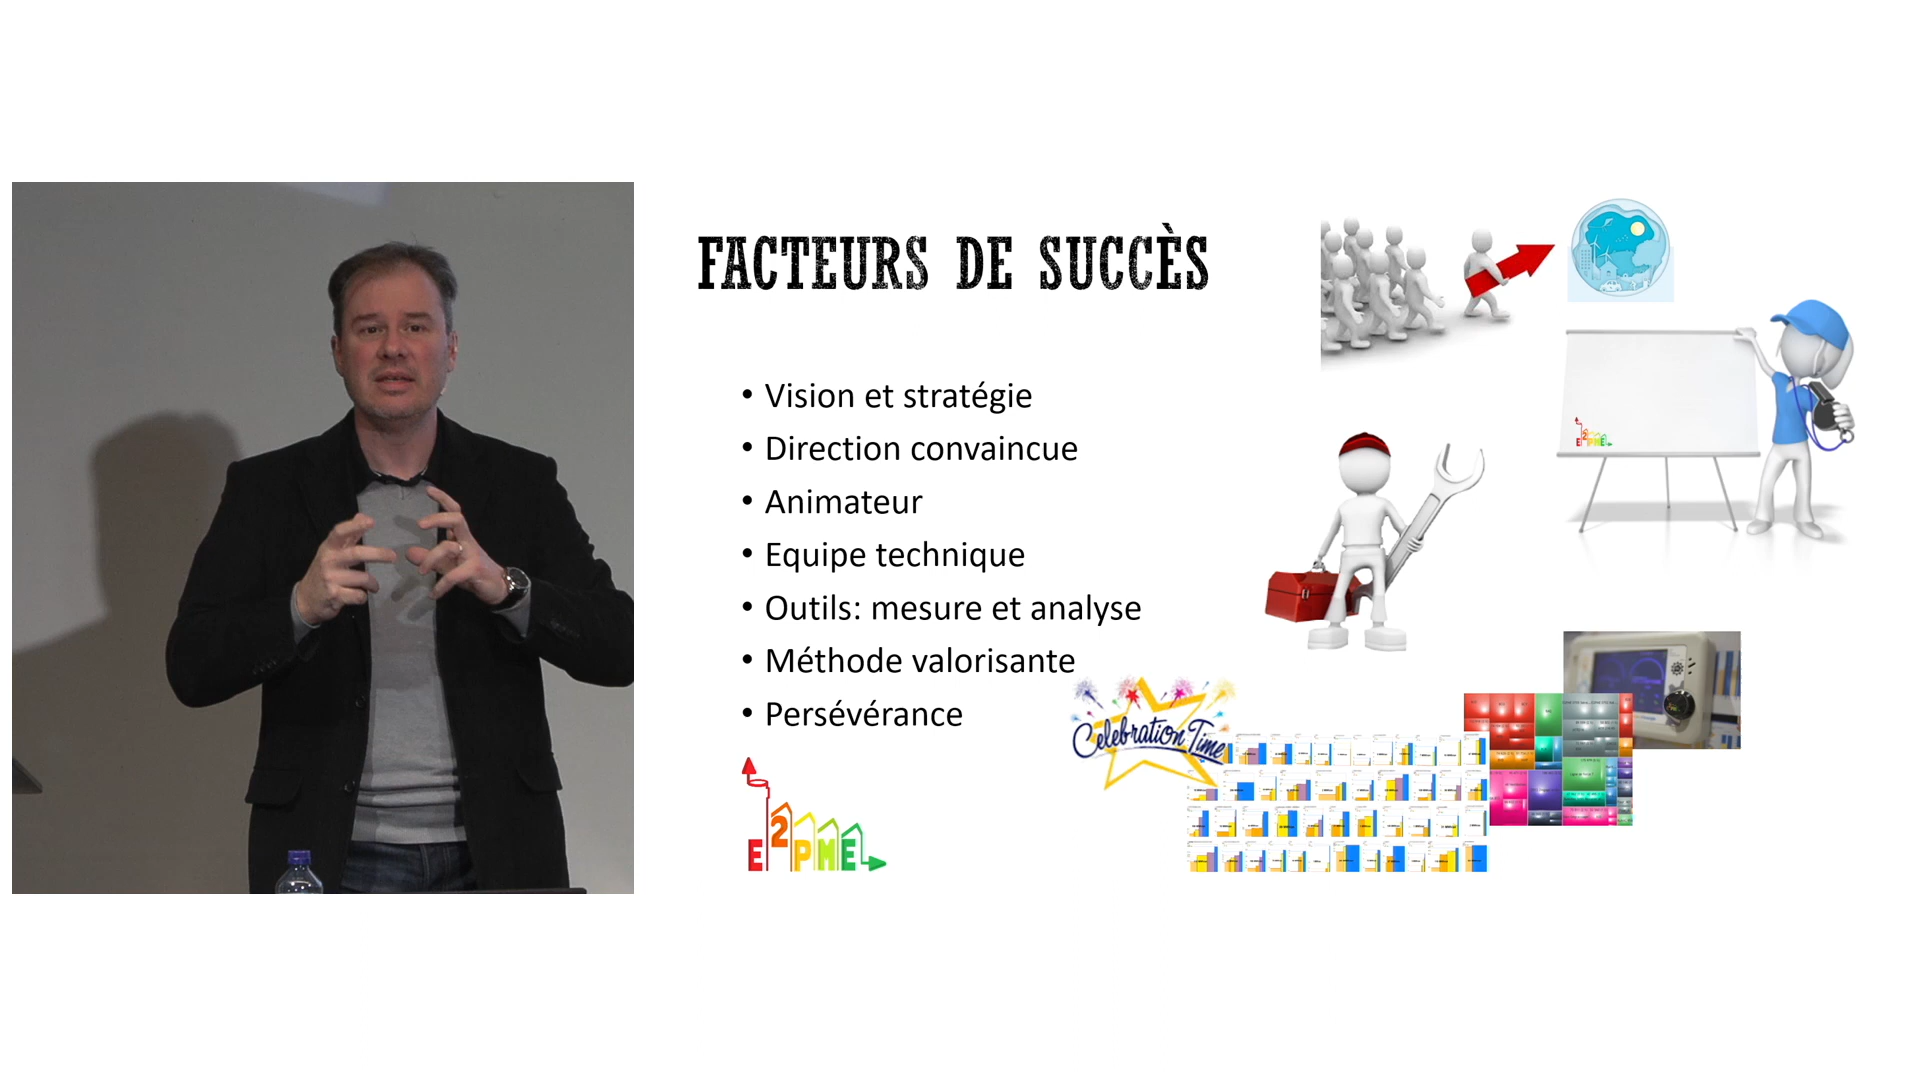 FACTEURS DE SUCCÈS
• Vision et stratégie
• Direction convaincue
• Animateur
• Equipe technique
• Outils: mesure et analyse
• Méthode valorisante
• Persévérance
Celebration Time
E2PME
E2PME